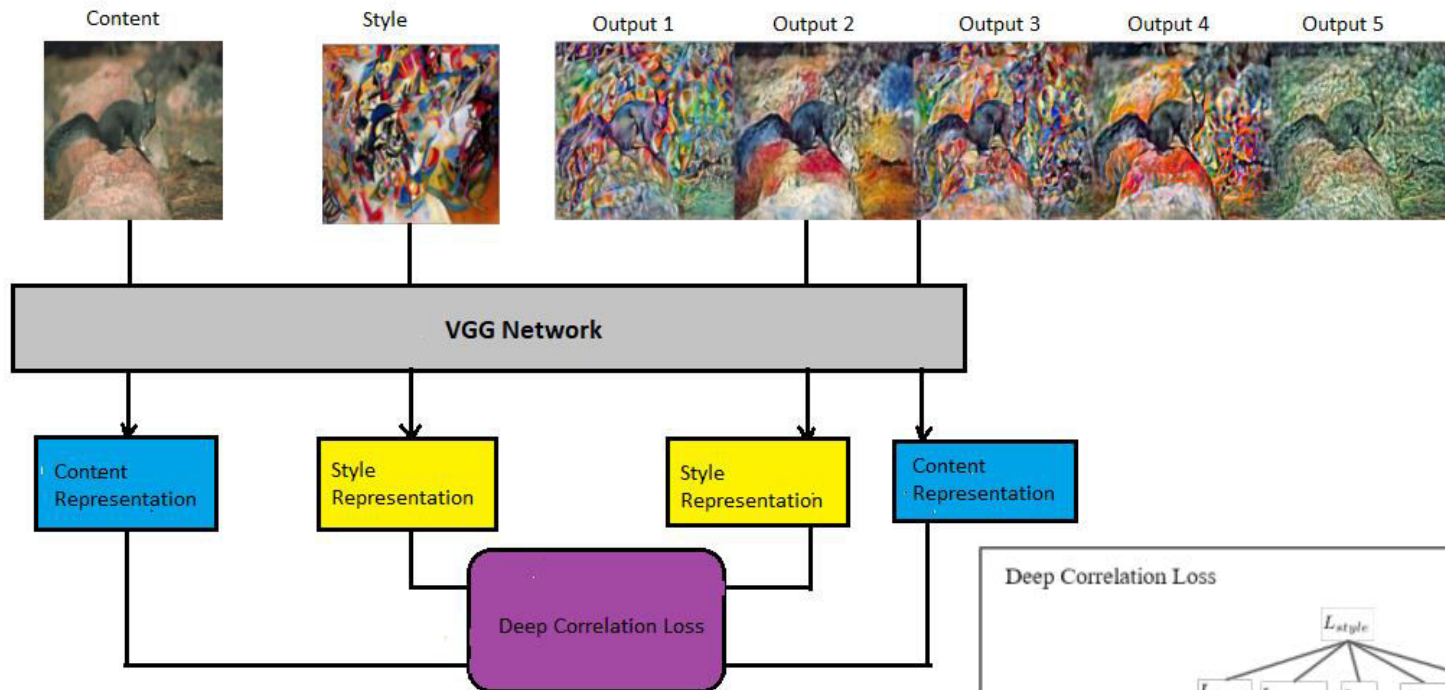 Content
Style
Output 1
Output 2
Output 3
Output 4
Output 5
VGG Network
Content
Representation
Style
Representation
Style
Representation
Content
Representation
Deep Correlation Loss
Deep Correlation Loss
L_style